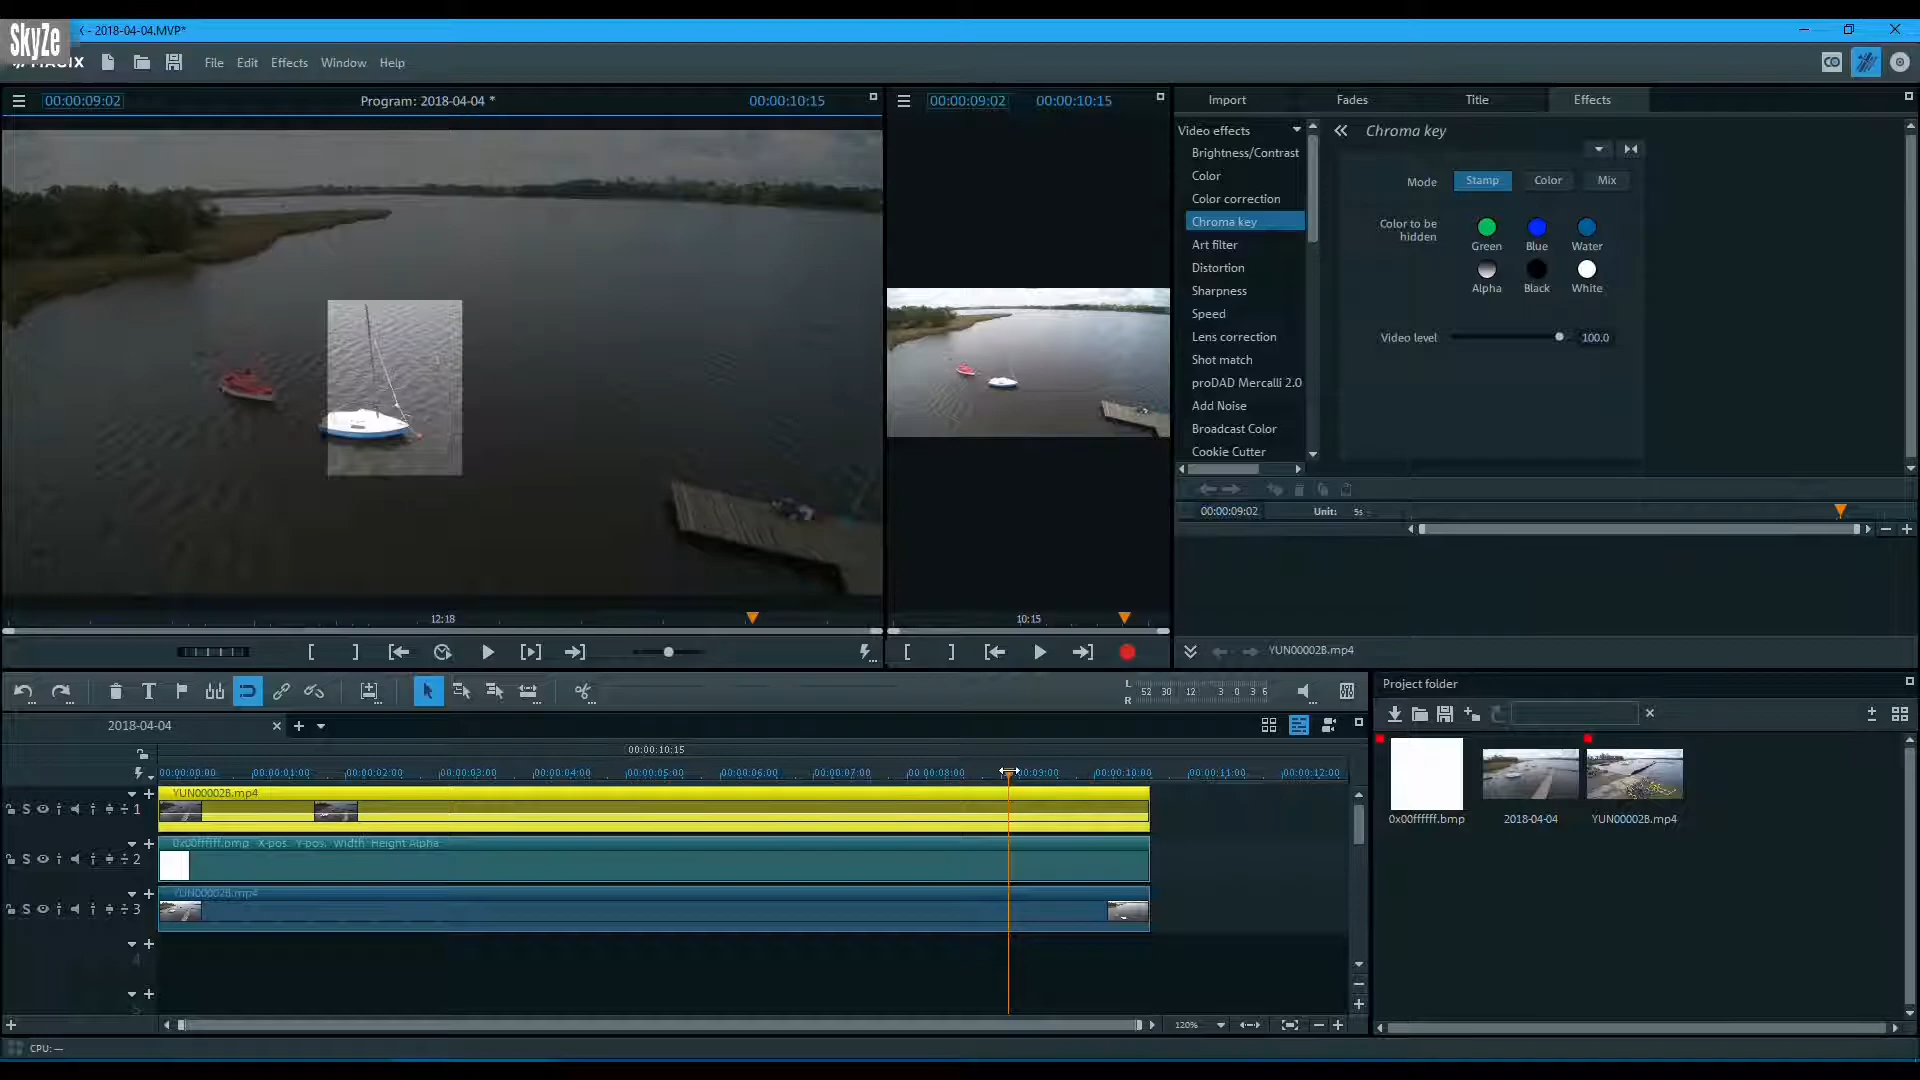 SkyZe
X - 2018-04-04.MVP*
MAGIX
File Edit Effects Window Help
00:00:09:02 Program: 2018-04-04 * 00:00:10:15
00:00:09:02 00:00:10:15
Import Fades Title Effects
Video effects
Brightness/Contrast
Color
Color correction
Chroma key
Art filter
Distortion
Sharpness
Speed
Lens correction
Shot match
proDAD Mercalli 2.0
Add Noise
Broadcast Color
Cookie Cutter
Chroma key
Mode Stamp Color Mix
Color to be hidden
Green Blue Water
Alpha Black White
Video level 100.0
00:00:09:02 Unit: 5s
12:18
10:15
YUN00002B.mp4
L 52 30 12 3 0 3 6
R
Project folder
2018-04-04
00:00:10:15
00:00:00:00 00:00:01:00 00:00:02:00 00:00:03:00 00:00:04:00 00:00:05:00 00:00:06:00 00:00:07:00 00:00:08:00 00:09:00 00:00:10:00 00:00:11:00 00:00:12:00
YUN00002B.mp4
S 1
0x00ffffff.bmp X-pos. Y-pos. Width Height Alpha
S 2
YUN00002B.mp4
S 3
4
5
0x00ffffff.bmp 2018-04-04 YUN00002B.mp4
120%
CPU: —